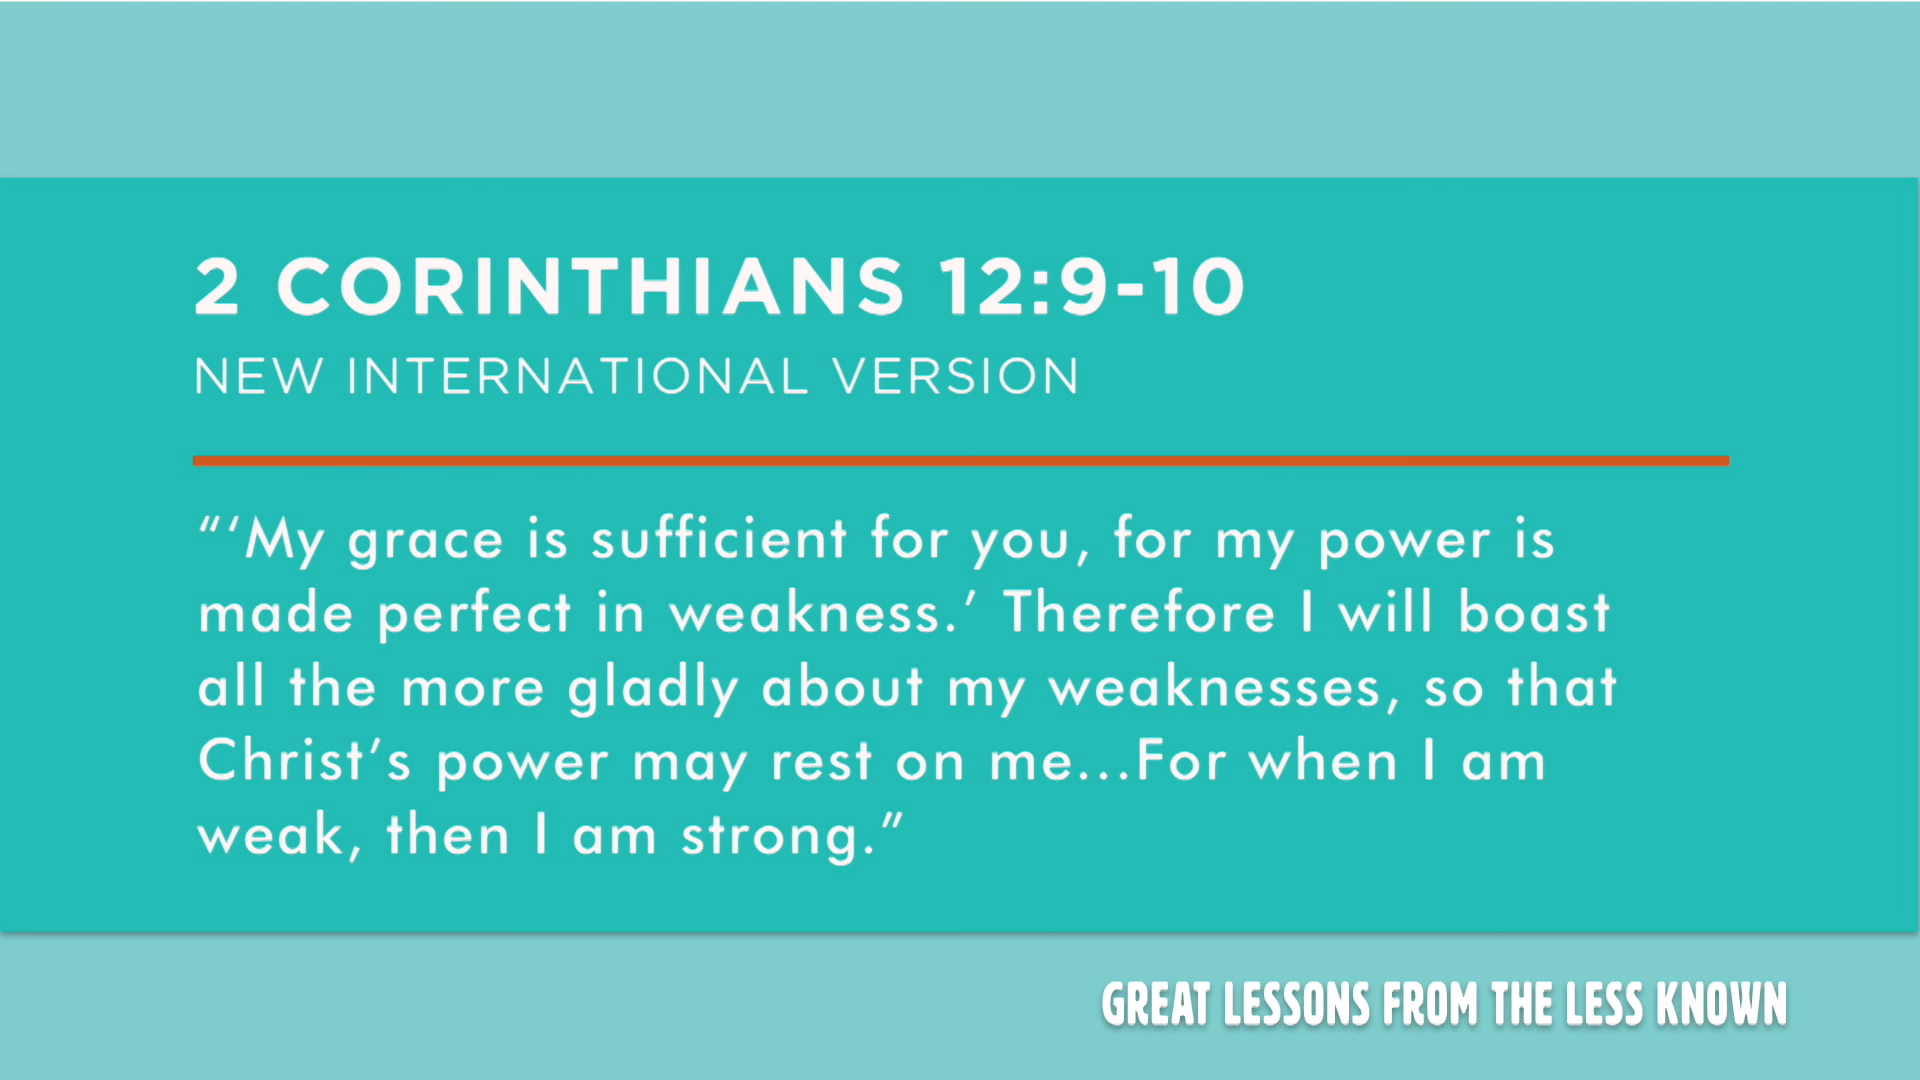 2 CORINTHIANS 12:9-10
NEW INTERNATIONAL VERSION
“‘My grace is sufficient for you, for my power is
made perfect in weakness.’ Therefore I will boast
all the more gladly about my weaknesses, so that
Christ’s power may rest on me...For when I am
weak, then I am strong.”
GREAT LESSONS FROM THE LESS KNOWN